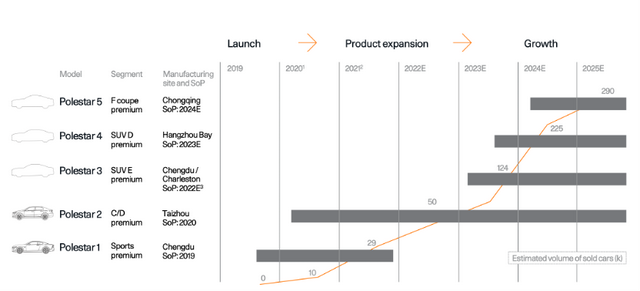 Launch → Product expansion → Growth
Model Segment Manufacturing site and SoP 2019 2020¹ 2021² 2022E 2023E 2024E 2025E
Polestar 5 F coupe premium Chongqing SoP: 2024E 290
Polestar 4 SUV D premium Hangzhou Bay SoP: 2023E 225
Polestar 3 SUV E premium Chengdu / Charleston SoP: 2022E³ 124
Polestar 2 C/D premium Taizhou SoP: 2020 50
Polestar 1 Sports premium Chengdu SoP: 2019 29
Estimated volume of sold cars (k)
0 10